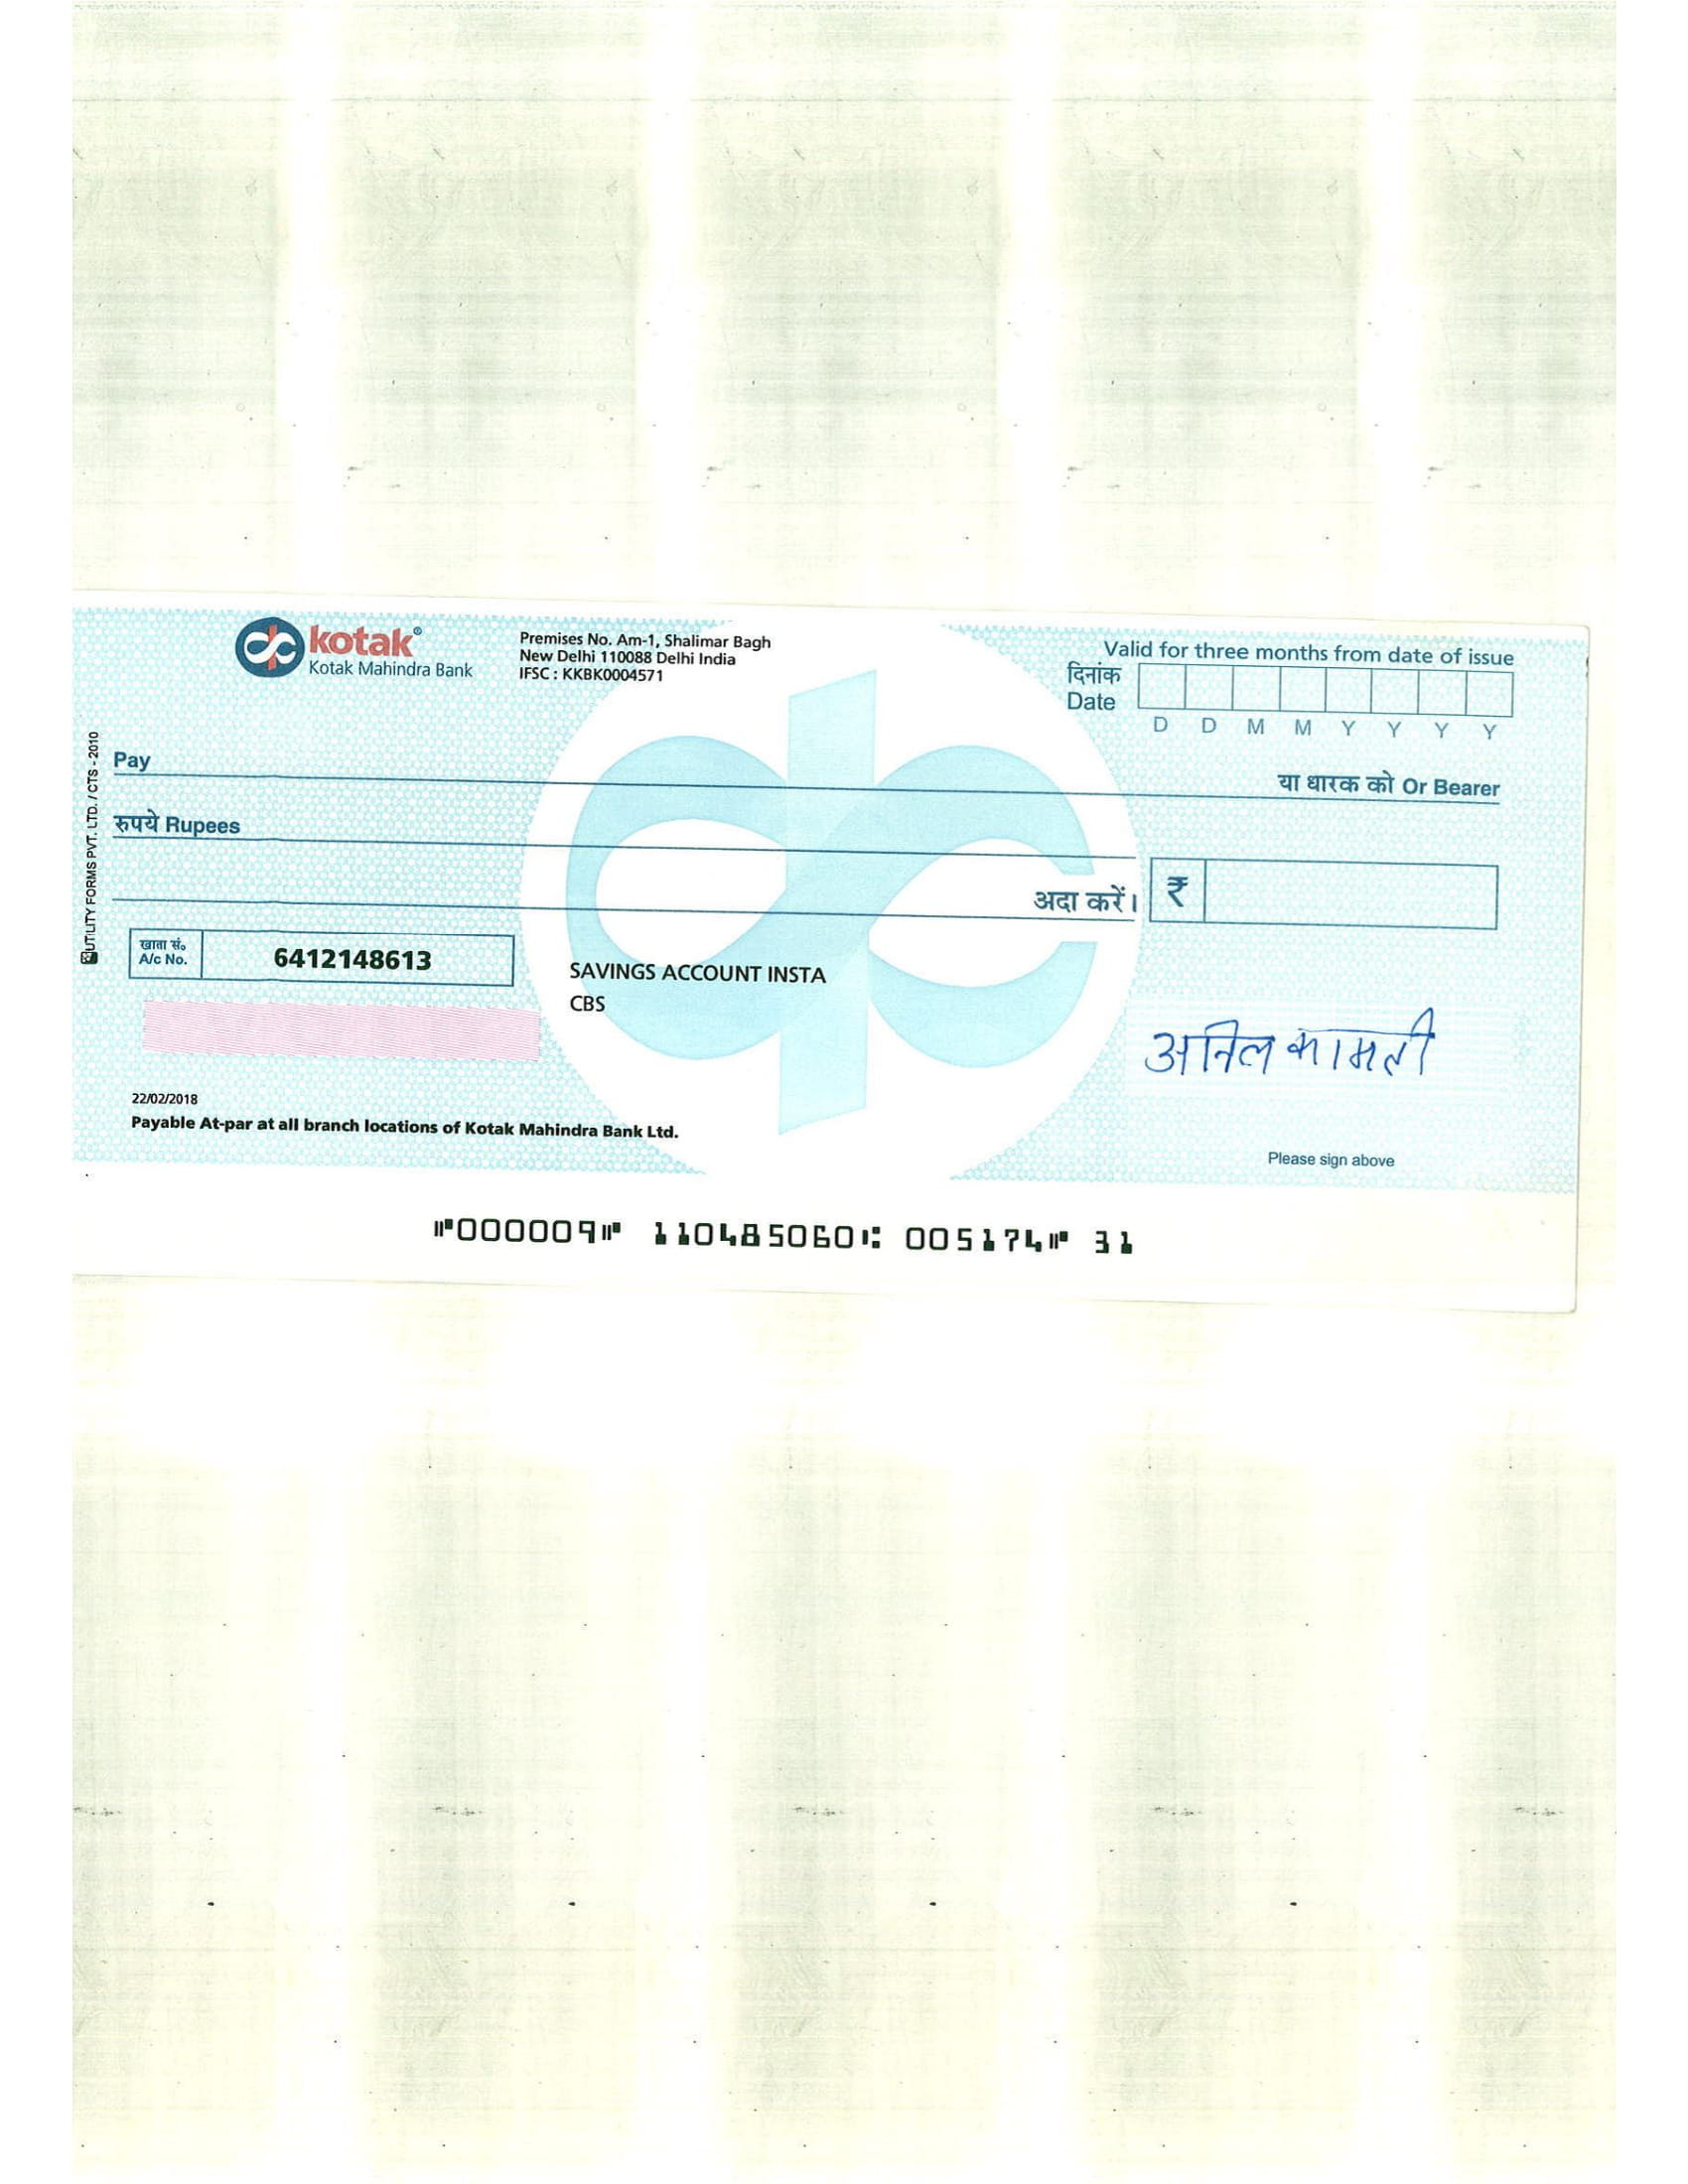 kotak®
Kotak Mahindra Bank
Premises No. Am-1, Shalimar Bagh
New Delhi 110088 Delhi India
IFSC : KKBK0004571
Valid for three months from date of issue
दिनांक
Date
D D M M Y Y Y Y
Pay
या धारक को Or Bearer
रुपये Rupees
अदा करें।
₹
खाता सं.
A/c No.
6412148613
SAVINGS ACCOUNT INSTA
CBS
अनिल कामती
22/02/2018
Payable At-par at all branch locations of Kotak Mahindra Bank Ltd.
Please sign above
UTILITY FORMS PVT. LTD. / CTS - 2010
⑈000009⑈ 110485060⑆ 005174⑈ 31